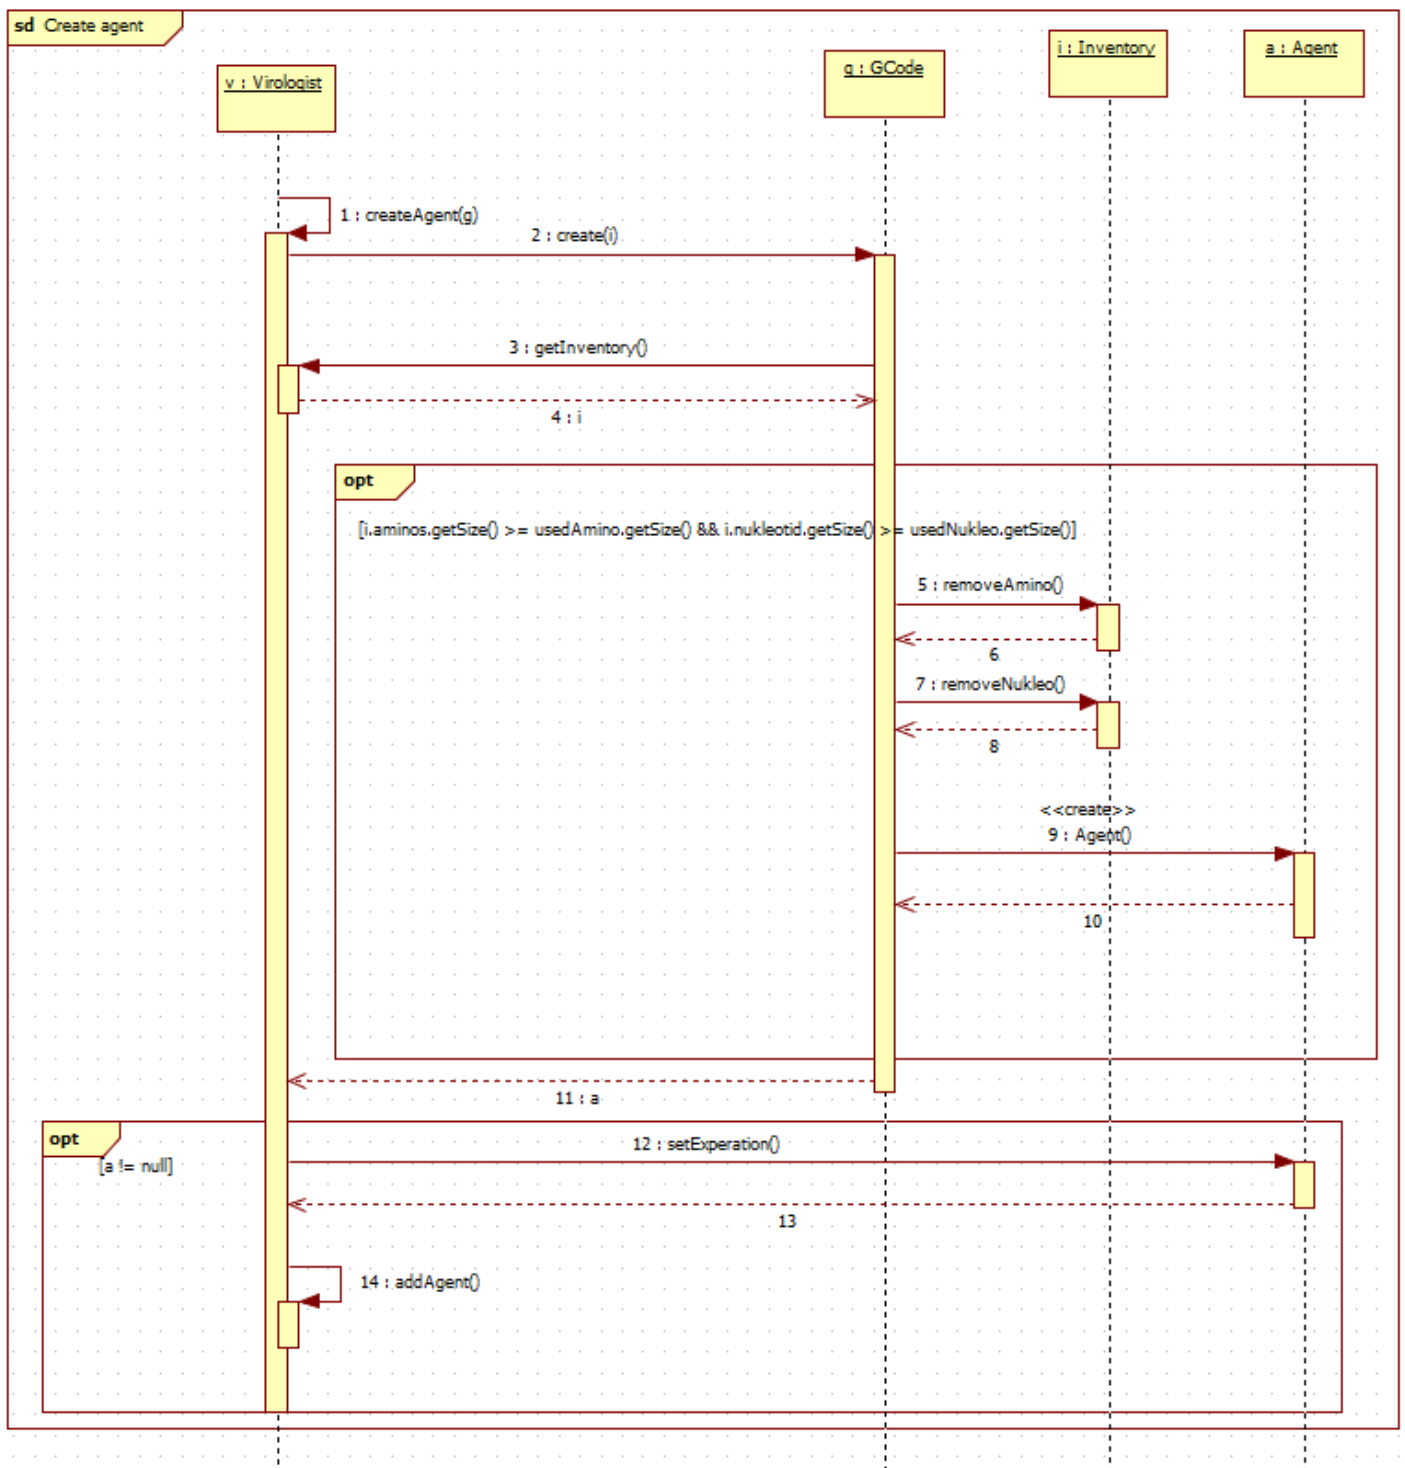 sd Create agent
v : Virologist
g : GCode
i : Inventory
a : Agent
1 : createAgent(g)
2 : create(i)
3 : getInventory()
4 : i
opt
[i.aminos.getSize() >= usedAmino.getSize() && i.nukleotid.getSize() >= usedNukleo.getSize()]
5 : removeAmino()
6
7 : removeNukleo()
8
<<create>>
9 : Agent()
10
11 : a
opt
[a != null]
12 : setExperation()
13
14 : addAgent()